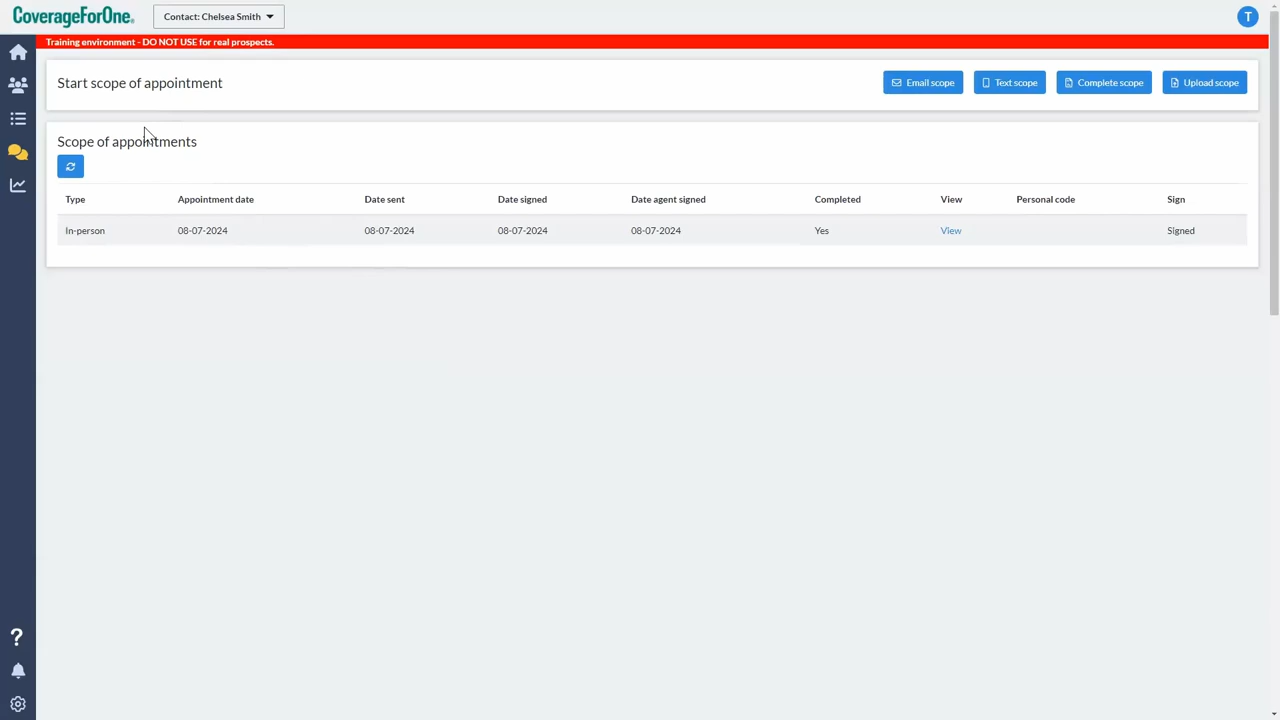 CoverageForOne.
Contact: Chelsea Smith
T
Training environment - DO NOT USE for real prospects.
Start scope of appointment
Email scope
Text scope
Complete scope
Upload scope
Scope of appointments
Type Appointment date Date sent Date signed Date agent signed Completed View Personal code Sign
In-person 08-07-2024 08-07-2024 08-07-2024 08-07-2024 Yes View Signed
?